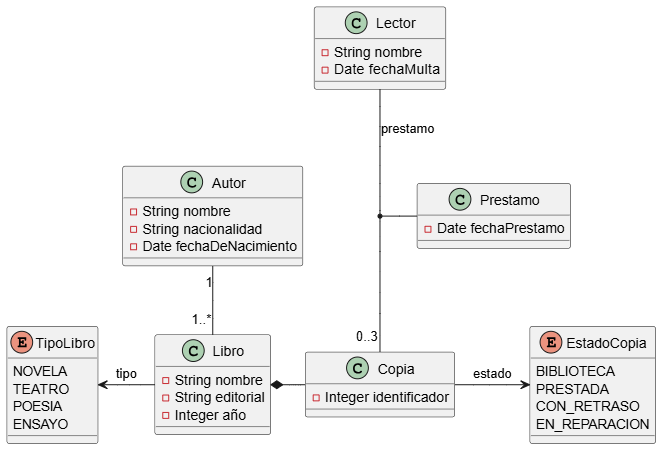 C Lector
String nombre
Date fechaMulta
prestamo
C Autor
String nombre
String nacionalidad
Date fechaDeNacimiento
C Prestamo
Date fechaPrestamo
1
1..*
0..3
E TipoLibro
NOVELA
TEATRO
POESIA
ENSAYO
tipo
C Libro
String nombre
String editorial
Integer año
C Copia
Integer identificador
estado
E EstadoCopia
BIBLIOTECA
PRESTADA
CON_RETRASO
EN_REPARACION